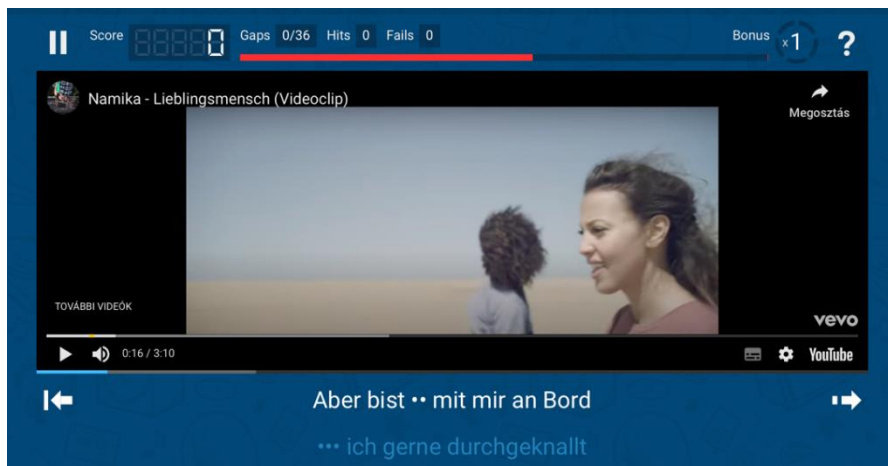 Score 0 Gaps 0/36 Hits 0 Fails 0 Bonus x1 ?
Namika - Lieblingsmensch (Videoclip)
Megosztás
TOVÁBBI VIDEÓK
vevo
0:16 / 3:10 YouTube
Aber bist •• mit mir an Bord
••• ich gerne durchgeknallt